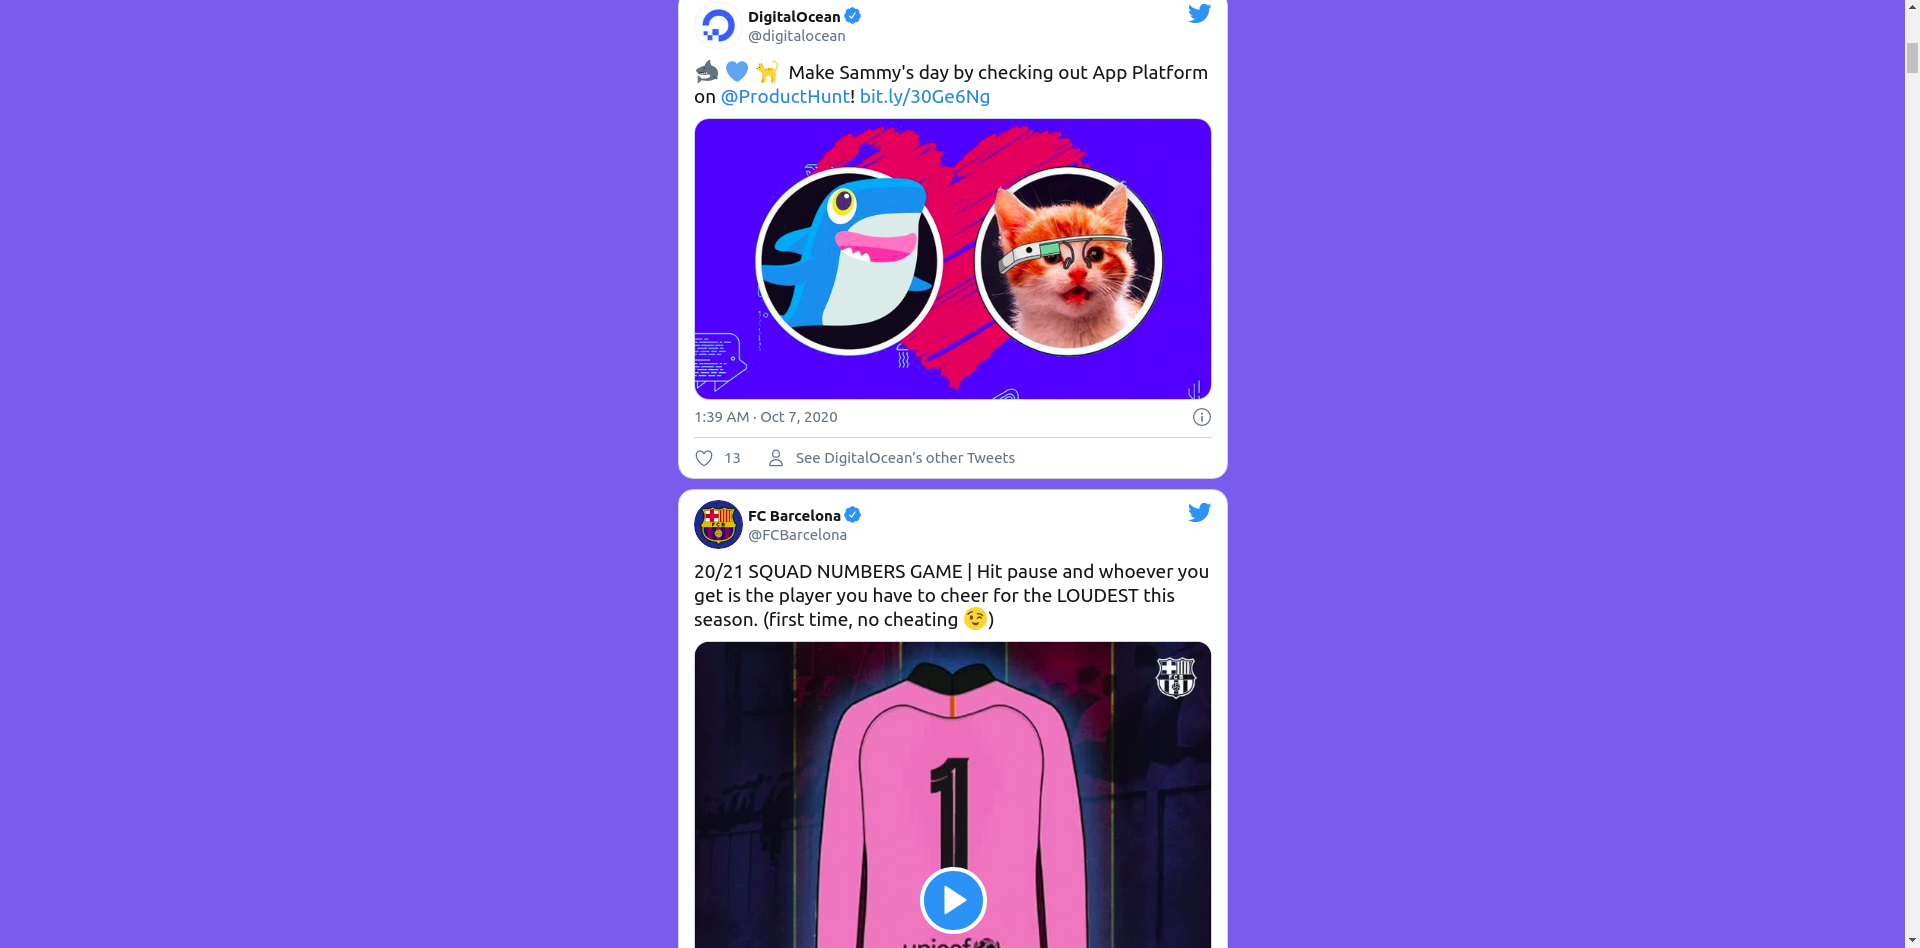 DigitalOcean
@digitalocean
🦈 💙 🐈 Make Sammy's day by checking out App Platform
on @ProductHunt! bit.ly/30Ge6Ng
1:39 AM · Oct 7, 2020
13 See DigitalOcean’s other Tweets
FC Barcelona
@FCBarcelona
20/21 SQUAD NUMBERS GAME | Hit pause and whoever you
get is the player you have to cheer for the LOUDEST this
season. (first time, no cheating 😉)
FCB
1
unicef